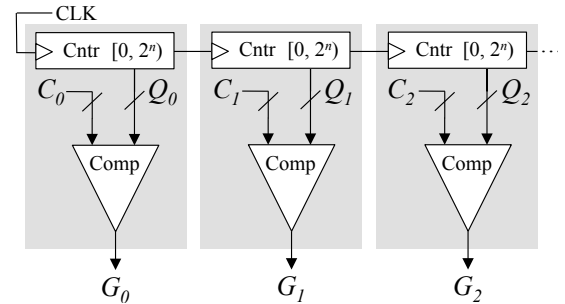 CLK
Cntr [0, 2ⁿ) Cntr [0, 2ⁿ) Cntr [0, 2ⁿ) ...
C₀ Q₀ C₁ Q₁ C₂ Q₂
Comp Comp Comp
G₀ G₁ G₂